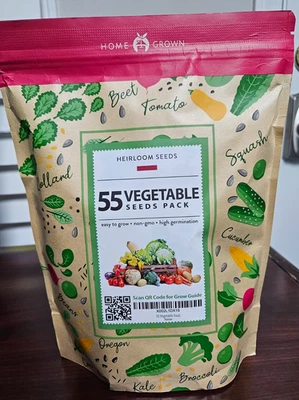 HOME GROWN
Beet
Tomato
Squash
Collard
HEIRLOOM SEEDS
55 VEGETABLE
SEEDS PACK
easy to grow • non-gmo • high germination
Cucumber
Scan QR Code for Grow Guide
Beans
Oregon
Kale
Broccoli